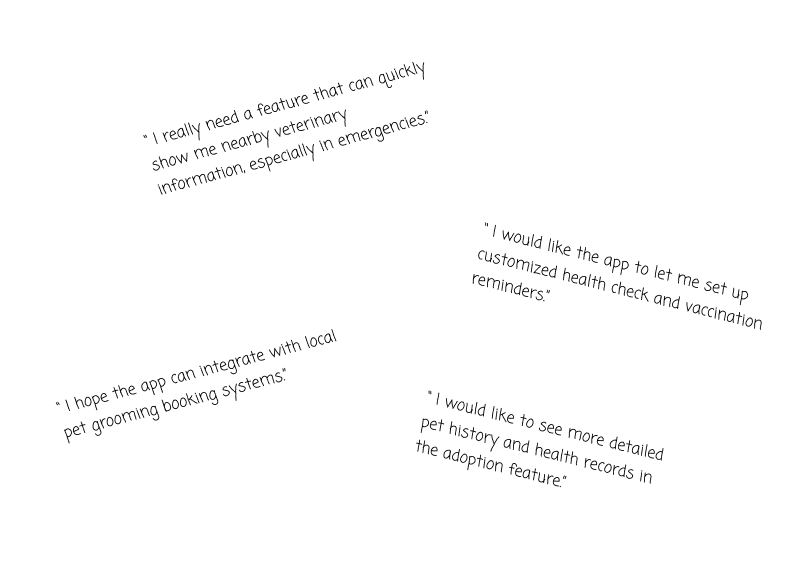 " I really need a feature that can quickly
show me nearby veterinary
information, especially in emergencies."
" I would like the app to let me set up
customized health check and vaccination
reminders."
" I hope the app can integrate with local
pet grooming booking systems."
" I would like to see more detailed
pet history and health records in
the adoption feature."